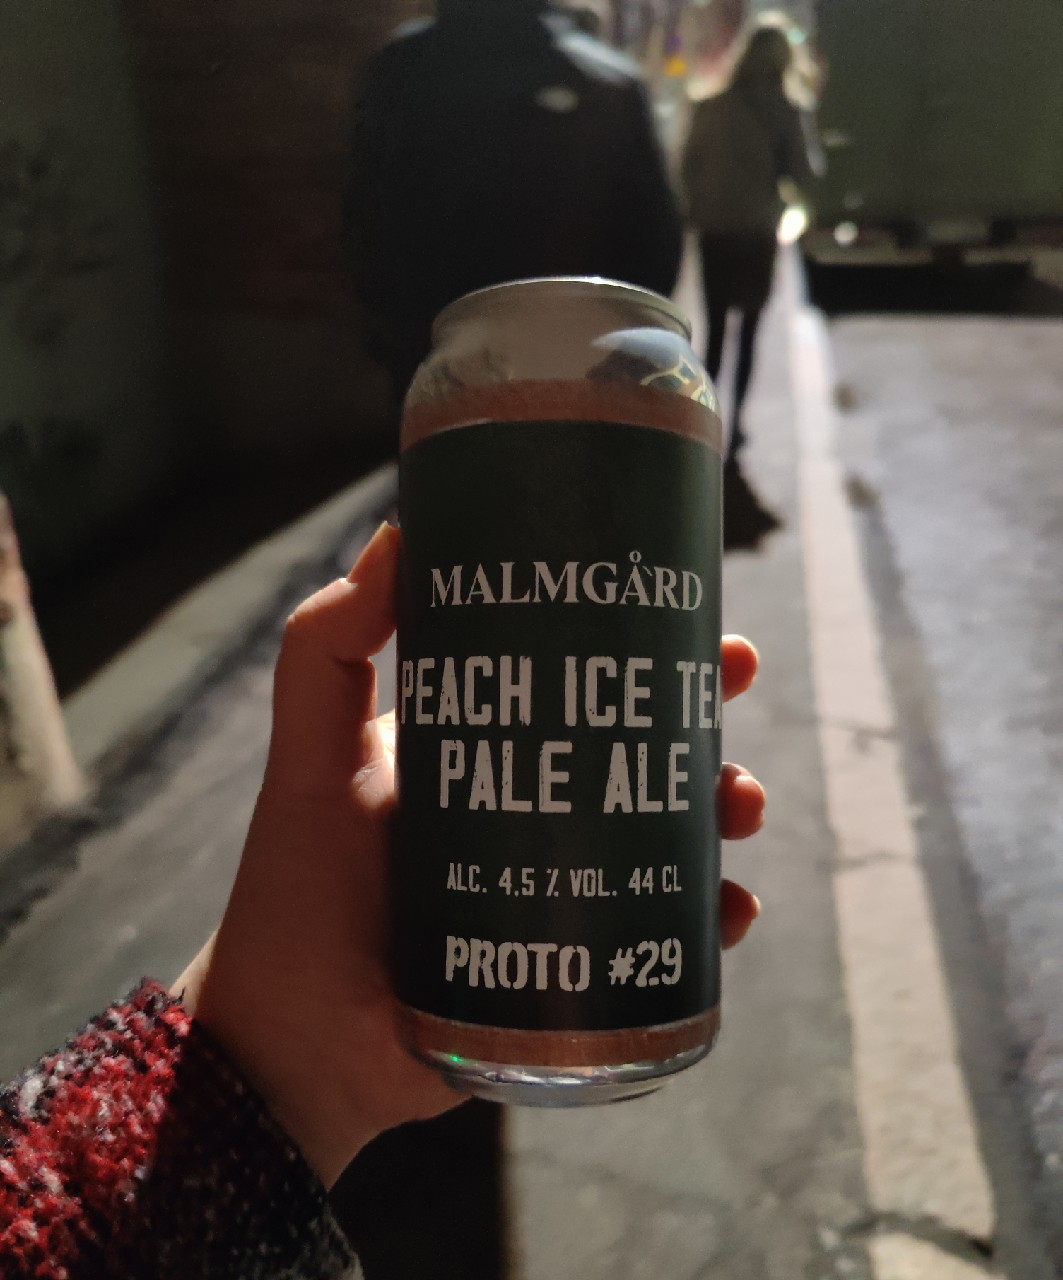 MALMGÅRD
PEACH ICE TEA
PALE ALE
ALC. 4,5 % VOL. 44 CL
PROTO #29